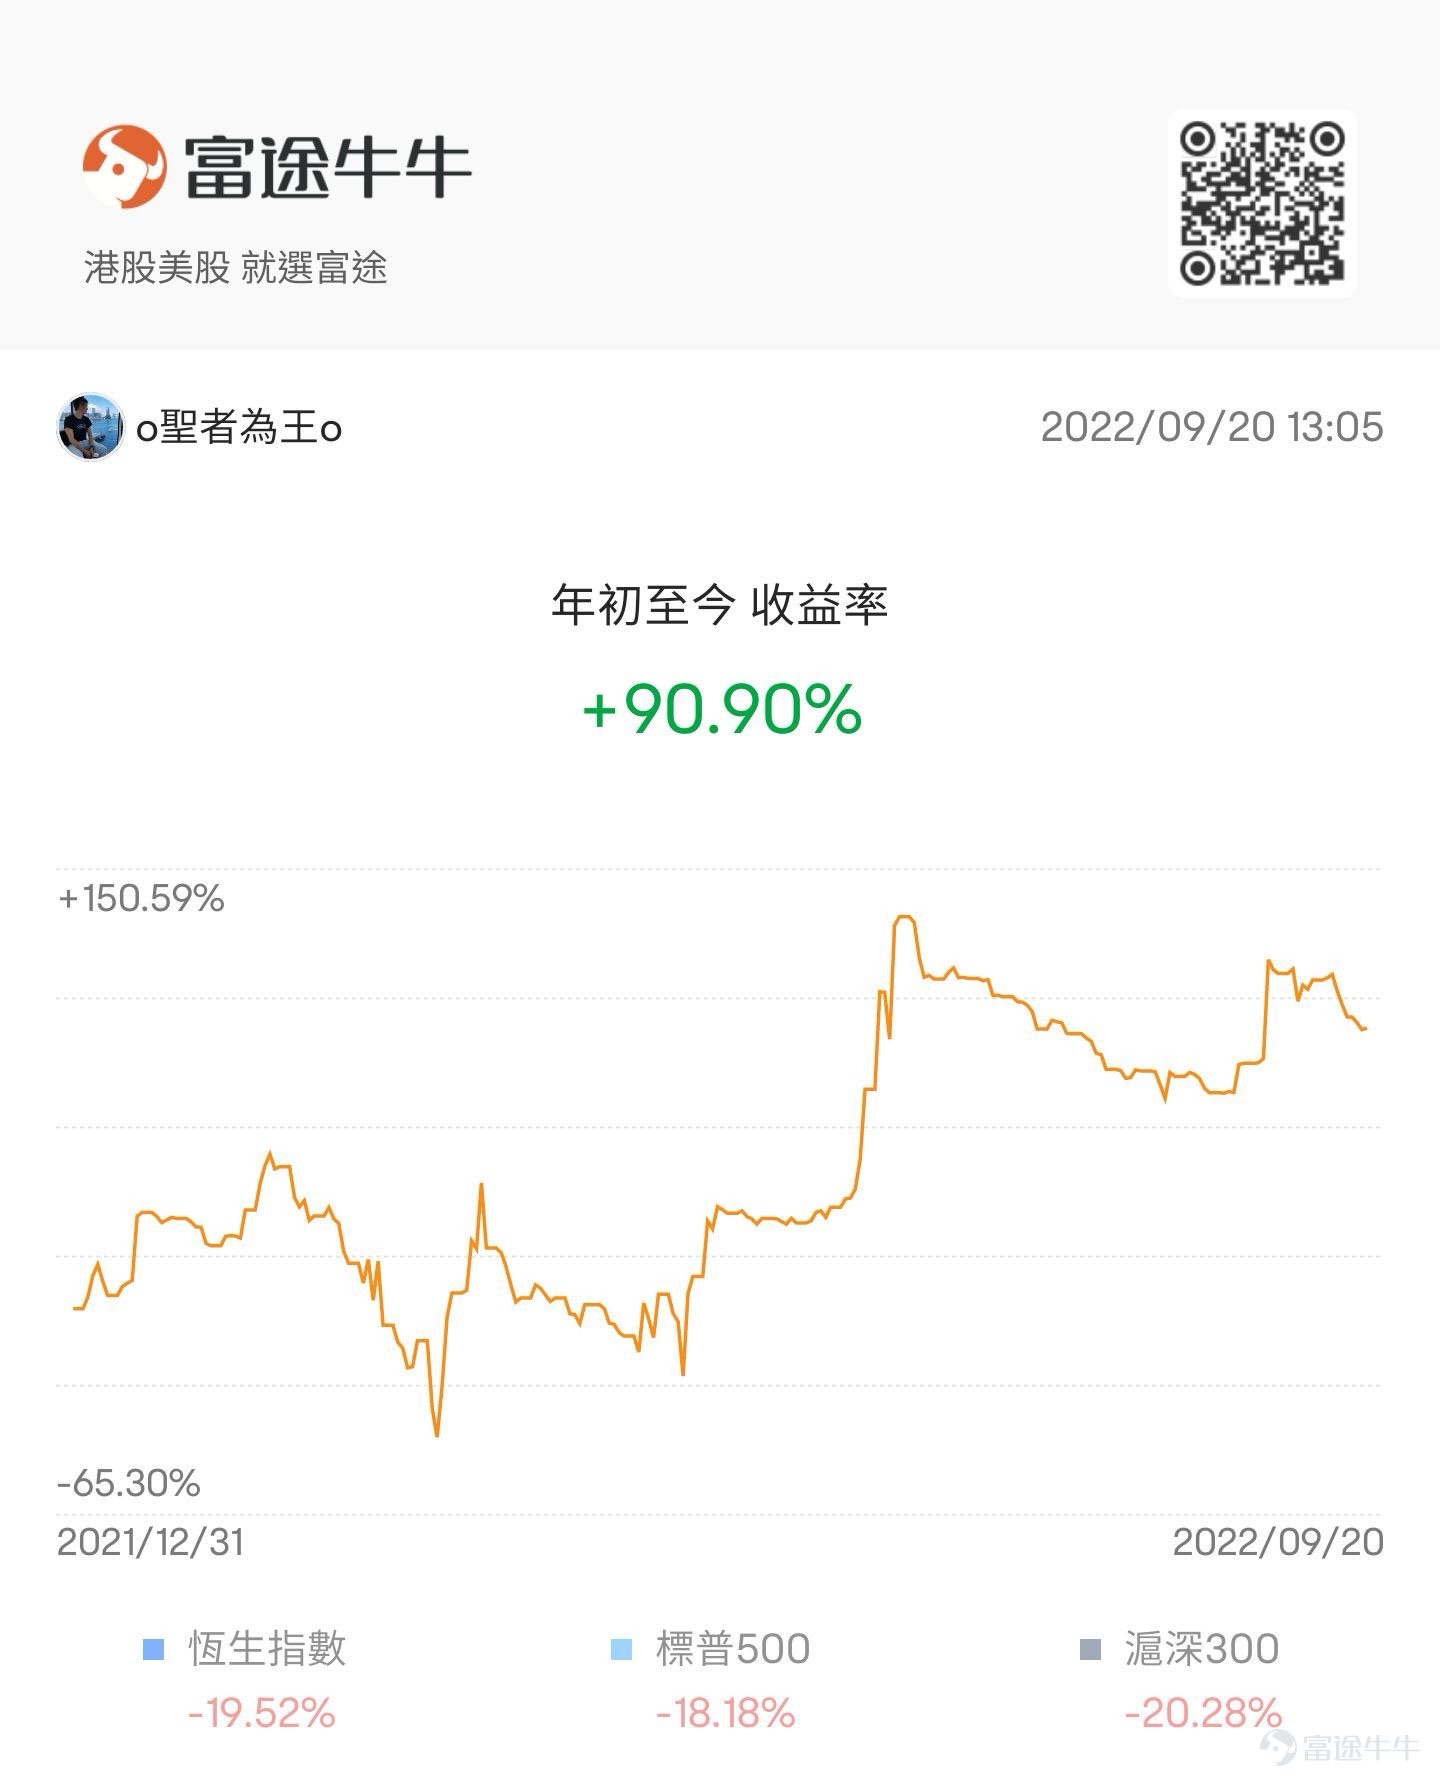 富途牛牛
港股美股 就選富途
o聖者為王o
2022/09/20 13:05
年初至今 收益率
+90.90%
+150.59%
-65.30%
2021/12/31
2022/09/20
恆生指數
標普500
滬深300
-19.52%
-18.18%
-20.28%
富途牛牛